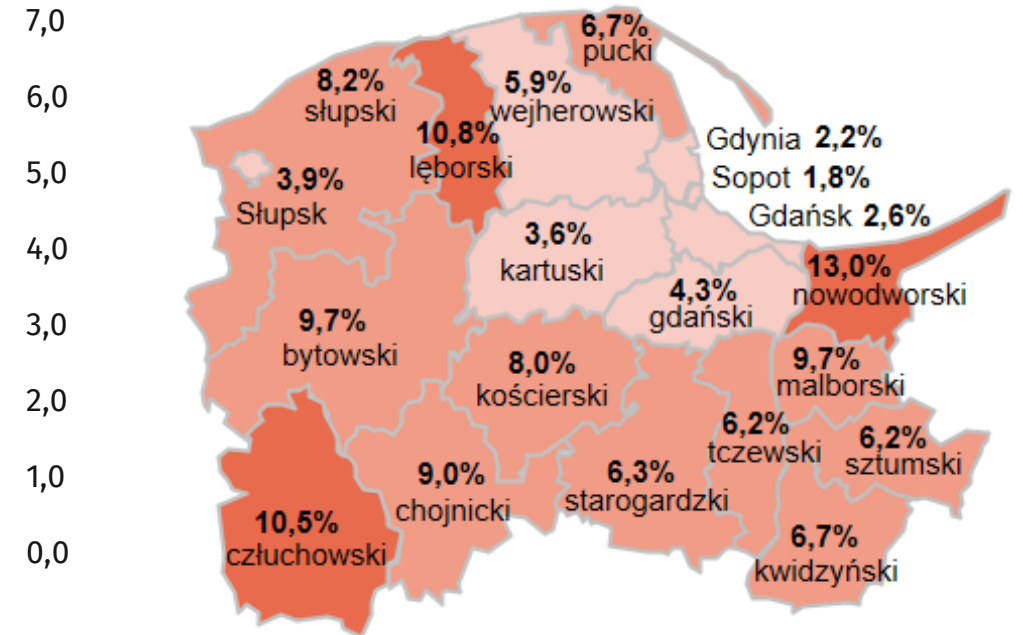 7,0
6,0
5,0
4,0
3,0
2,0
1,0
0,0
6,7%
pucki
8,2%
słupski
5,9%
wejherowski
10,8%
lęborski
Gdynia 2,2%
Sopot 1,8%
Gdańsk 2,6%
3,9%
Słupsk
3,6%
kartuski
13,0%
nowodworski
4,3%
gdański
9,7%
bytowski
8,0%
kościerski
9,7%
malborski
6,2%
tczewski
6,2%
sztumski
9,0%
chojnicki
6,3%
starogardzki
10,5%
człuchowski
6,7%
kwidzyński